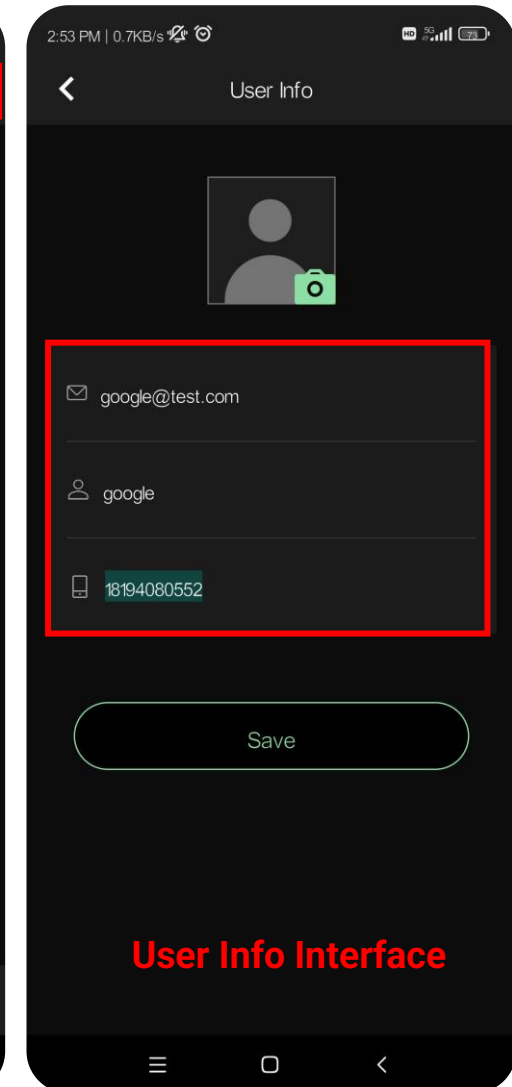 2:53 PM | 0.7KB/s
HD 5G 73
User Info
google@test.com
google
18194080552
Save
User Info Interface